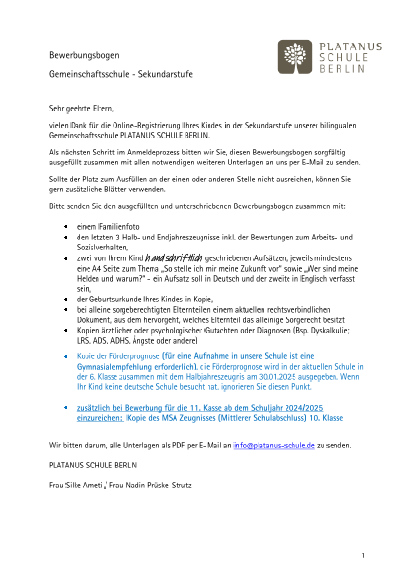 PLATANUS
SCHULE
BERLIN
Bewerbungsbogen
Gemeinschaftsschule - Sekundarstufe
Sehr geehrte Eltern,
vielen Dank für die Online-Registrierung Ihres Kindes in der Sekundarstufe unserer bilingualen
Gemeinschaftsschule PLATANUS SCHULE BERLIN.
Als nächsten Schritt im Anmeldeprozess bitten wir Sie, diesen Bewerbungsbogen sorgfältig
ausgefüllt zusammen mit allen notwendigen weiteren Unterlagen an uns per E-Mail zu senden.
Sollte der Platz zum Ausfüllen an der einen oder anderen Stelle nicht ausreichen, können Sie
gern zusätzliche Blätter verwenden.
Bitte senden Sie den ausgefüllten und unterschriebenen Bewerbungsbogen zusammen mit:
• einem Familienfoto
• den letzten 3 Halb- und Endjahreszeugnisse inkl. der Bewertungen zum Arbeits- und
Sozialverhalten,
• zwei von Ihrem Kind handschriftlich geschriebenen Aufsätzen, jeweils mindestens
eine A4 Seite zum Thema „So stelle ich mir meine Zukunft vor" sowie „Wer sind meine
Helden und warum?" - ein Aufsatz soll in Deutsch und der zweite in Englisch verfasst
sein,
• der Geburtsurkunde Ihres Kindes in Kopie,
• bei alleine sorgeberechtigten Elternteilen einem aktuellen rechtsverbindlichen
Dokument, aus dem hervorgeht, welches Elternteil das alleinige Sorgerecht besitzt
• Kopien ärztlicher oder psychologischer Gutachten oder Diagnosen (Bsp. Dyskalkulie;
LRS, ADS, ADHS, Ängste oder andere)
• Kopie der Förderprognose (für eine Aufnahme in unsere Schule ist eine
Gymnasialempfehlung erforderlich), die Förderprognose wird in der aktuellen Schule in
der 6. Klasse zusammen mit dem Halbjahreszeugnis am 30.01.2025 ausgegeben. Wenn
Ihr Kind keine deutsche Schule besucht hat, ignorieren Sie diesen Punkt.
• zusätzlich bei Bewerbung für die 11. Kasse ab dem Schuljahr 2024/2025
einzureichen: Kopie des MSA Zeugnisses (Mittlerer Schulabschluss) 10. Klasse
Wir bitten darum, alle Unterlagen als PDF per E-Mail an info@platanus-schule.de zu senden.
PLATANUS SCHULE BERLIN
Frau Silke Ameti / Frau Nadin Prüske-Strutz
1